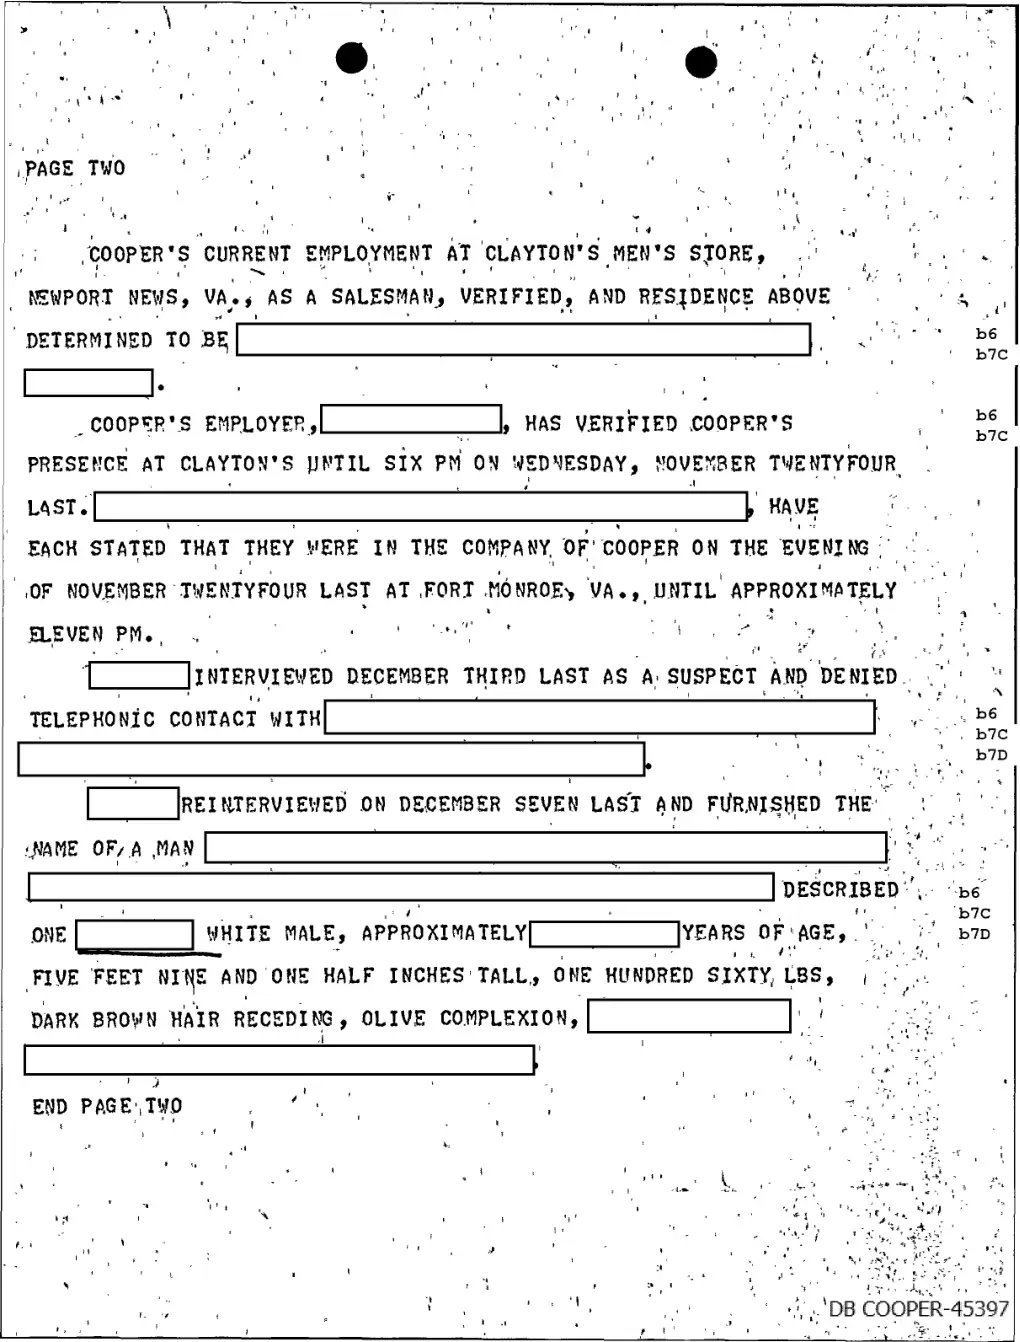 PAGE TWO
COOPER'S CURRENT EMPLOYMENT AT CLAYTON'S MEN'S STORE,
NEWPORT NEWS, VA., AS A SALESMAN, VERIFIED, AND RESIDENCE ABOVE
DETERMINED TO BE
b6
b7C
.
COOPER'S EMPLOYER, , HAS VERIFIED COOPER'S
b6
b7C
PRESENCE AT CLAYTON'S UNTIL SIX PM ON WEDNESDAY, NOVEMBER TWENTYFOUR
LAST. , HAVE
EACH STATED THAT THEY WERE IN THE COMPANY OF COOPER ON THE EVENING
OF NOVEMBER TWENTYFOUR LAST AT FORT MONROE, VA., UNTIL APPROXIMATELY
ELEVEN PM.
INTERVIEWED DECEMBER THIRD LAST AS A SUSPECT AND DENIED
TELEPHONIC CONTACT WITH
b6
b7C
b7D
.
REINTERVIEWED ON DECEMBER SEVEN LAST AND FURNISHED THE
NAME OF A MAN
DESCRIBED
b6
b7C
b7D
ONE WHITE MALE, APPROXIMATELY YEARS OF AGE,
FIVE FEET NINE AND ONE HALF INCHES TALL, ONE HUNDRED SIXTY LBS,
DARK BROWN HAIR RECEDING, OLIVE COMPLEXION,
.
END PAGE TWO
DB COOPER-45397